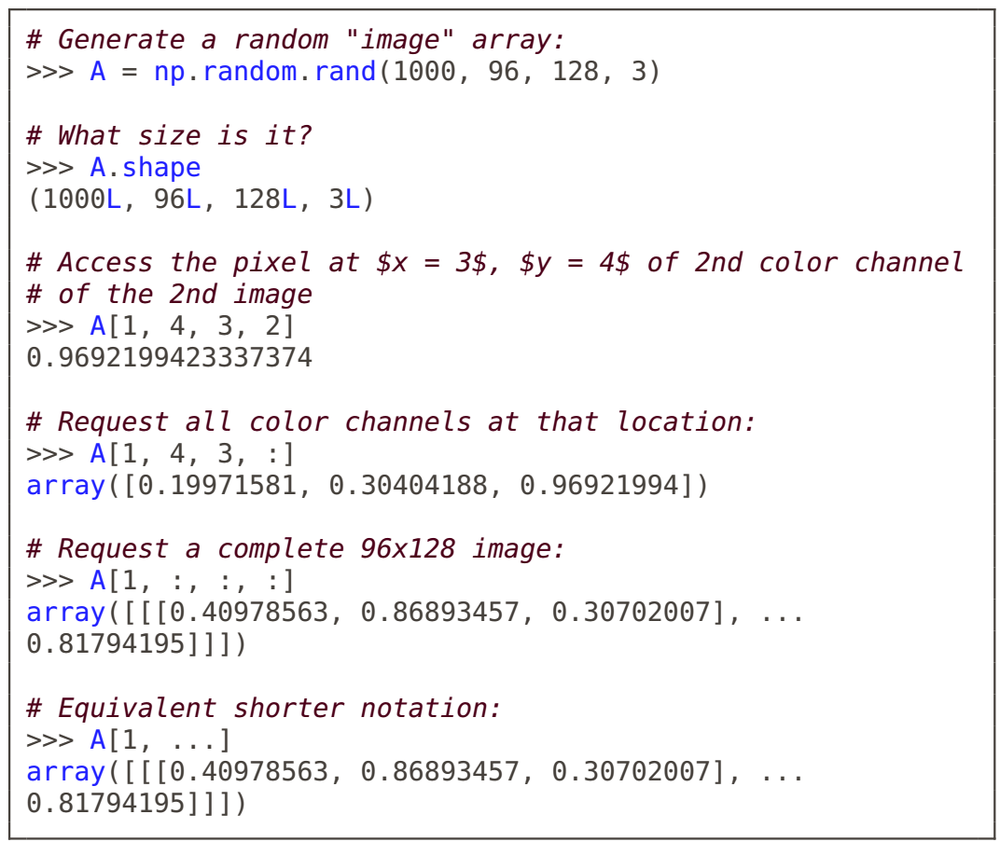 # Generate a random "image" array:
>>> A = np.random.rand(1000, 96, 128, 3)
# What size is it?
>>> A.shape
(1000L, 96L, 128L, 3L)
# Access the pixel at $x = 3$, $y = 4$ of 2nd color channel
# of the 2nd image
>>> A[1, 4, 3, 2]
0.9692199423337374
# Request all color channels at that location:
>>> A[1, 4, 3, :]
array([0.19971581, 0.30404188, 0.96921994])
# Request a complete 96x128 image:
>>> A[1, :, :, :]
array([[[0.40978563, 0.86893457, 0.30702007], ...
0.81794195]]])
# Equivalent shorter notation:
>>> A[1, ...]
array([[[0.40978563, 0.86893457, 0.30702007], ...
0.81794195]]])